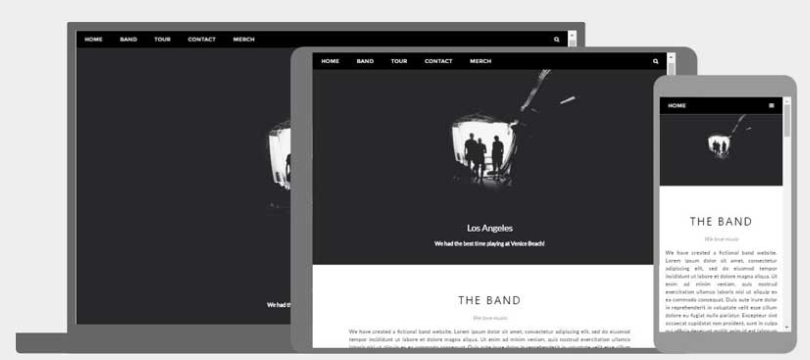 HOME BAND TOUR CONTACT MERCH
We had th
HOME BAND TOUR CONTACT MERCH
Los Angeles
We had the best time playing at Venice Beach!
THE BAND
We love music
We have created a fictional band website. Lorem ipsum dolor sit amet, consectetur adipiscing elit, sed do eiusmod
tempor incididunt ut labore et dolore magna aliqua. Ut enim ad minim veniam, quis nostrud exercitation ullamco
HOME
THE BAND
We love music
We have created a fictional band website.
Lorem ipsum dolor sit amet, consectetur
adipiscing elit, sed do eiusmod tempor
incididunt ut labore et dolore magna aliqua. Ut
enim ad minim veniam, quis nostrud
exercitation ullamco laboris nisi ut aliquip ex
ea commodo consequat. Duis aute irure dolor
in reprehenderit in voluptate velit esse cillum
dolore eu fugiat nulla pariatur. Excepteur sint
occaecat cupidatat non proident, sunt in culpa